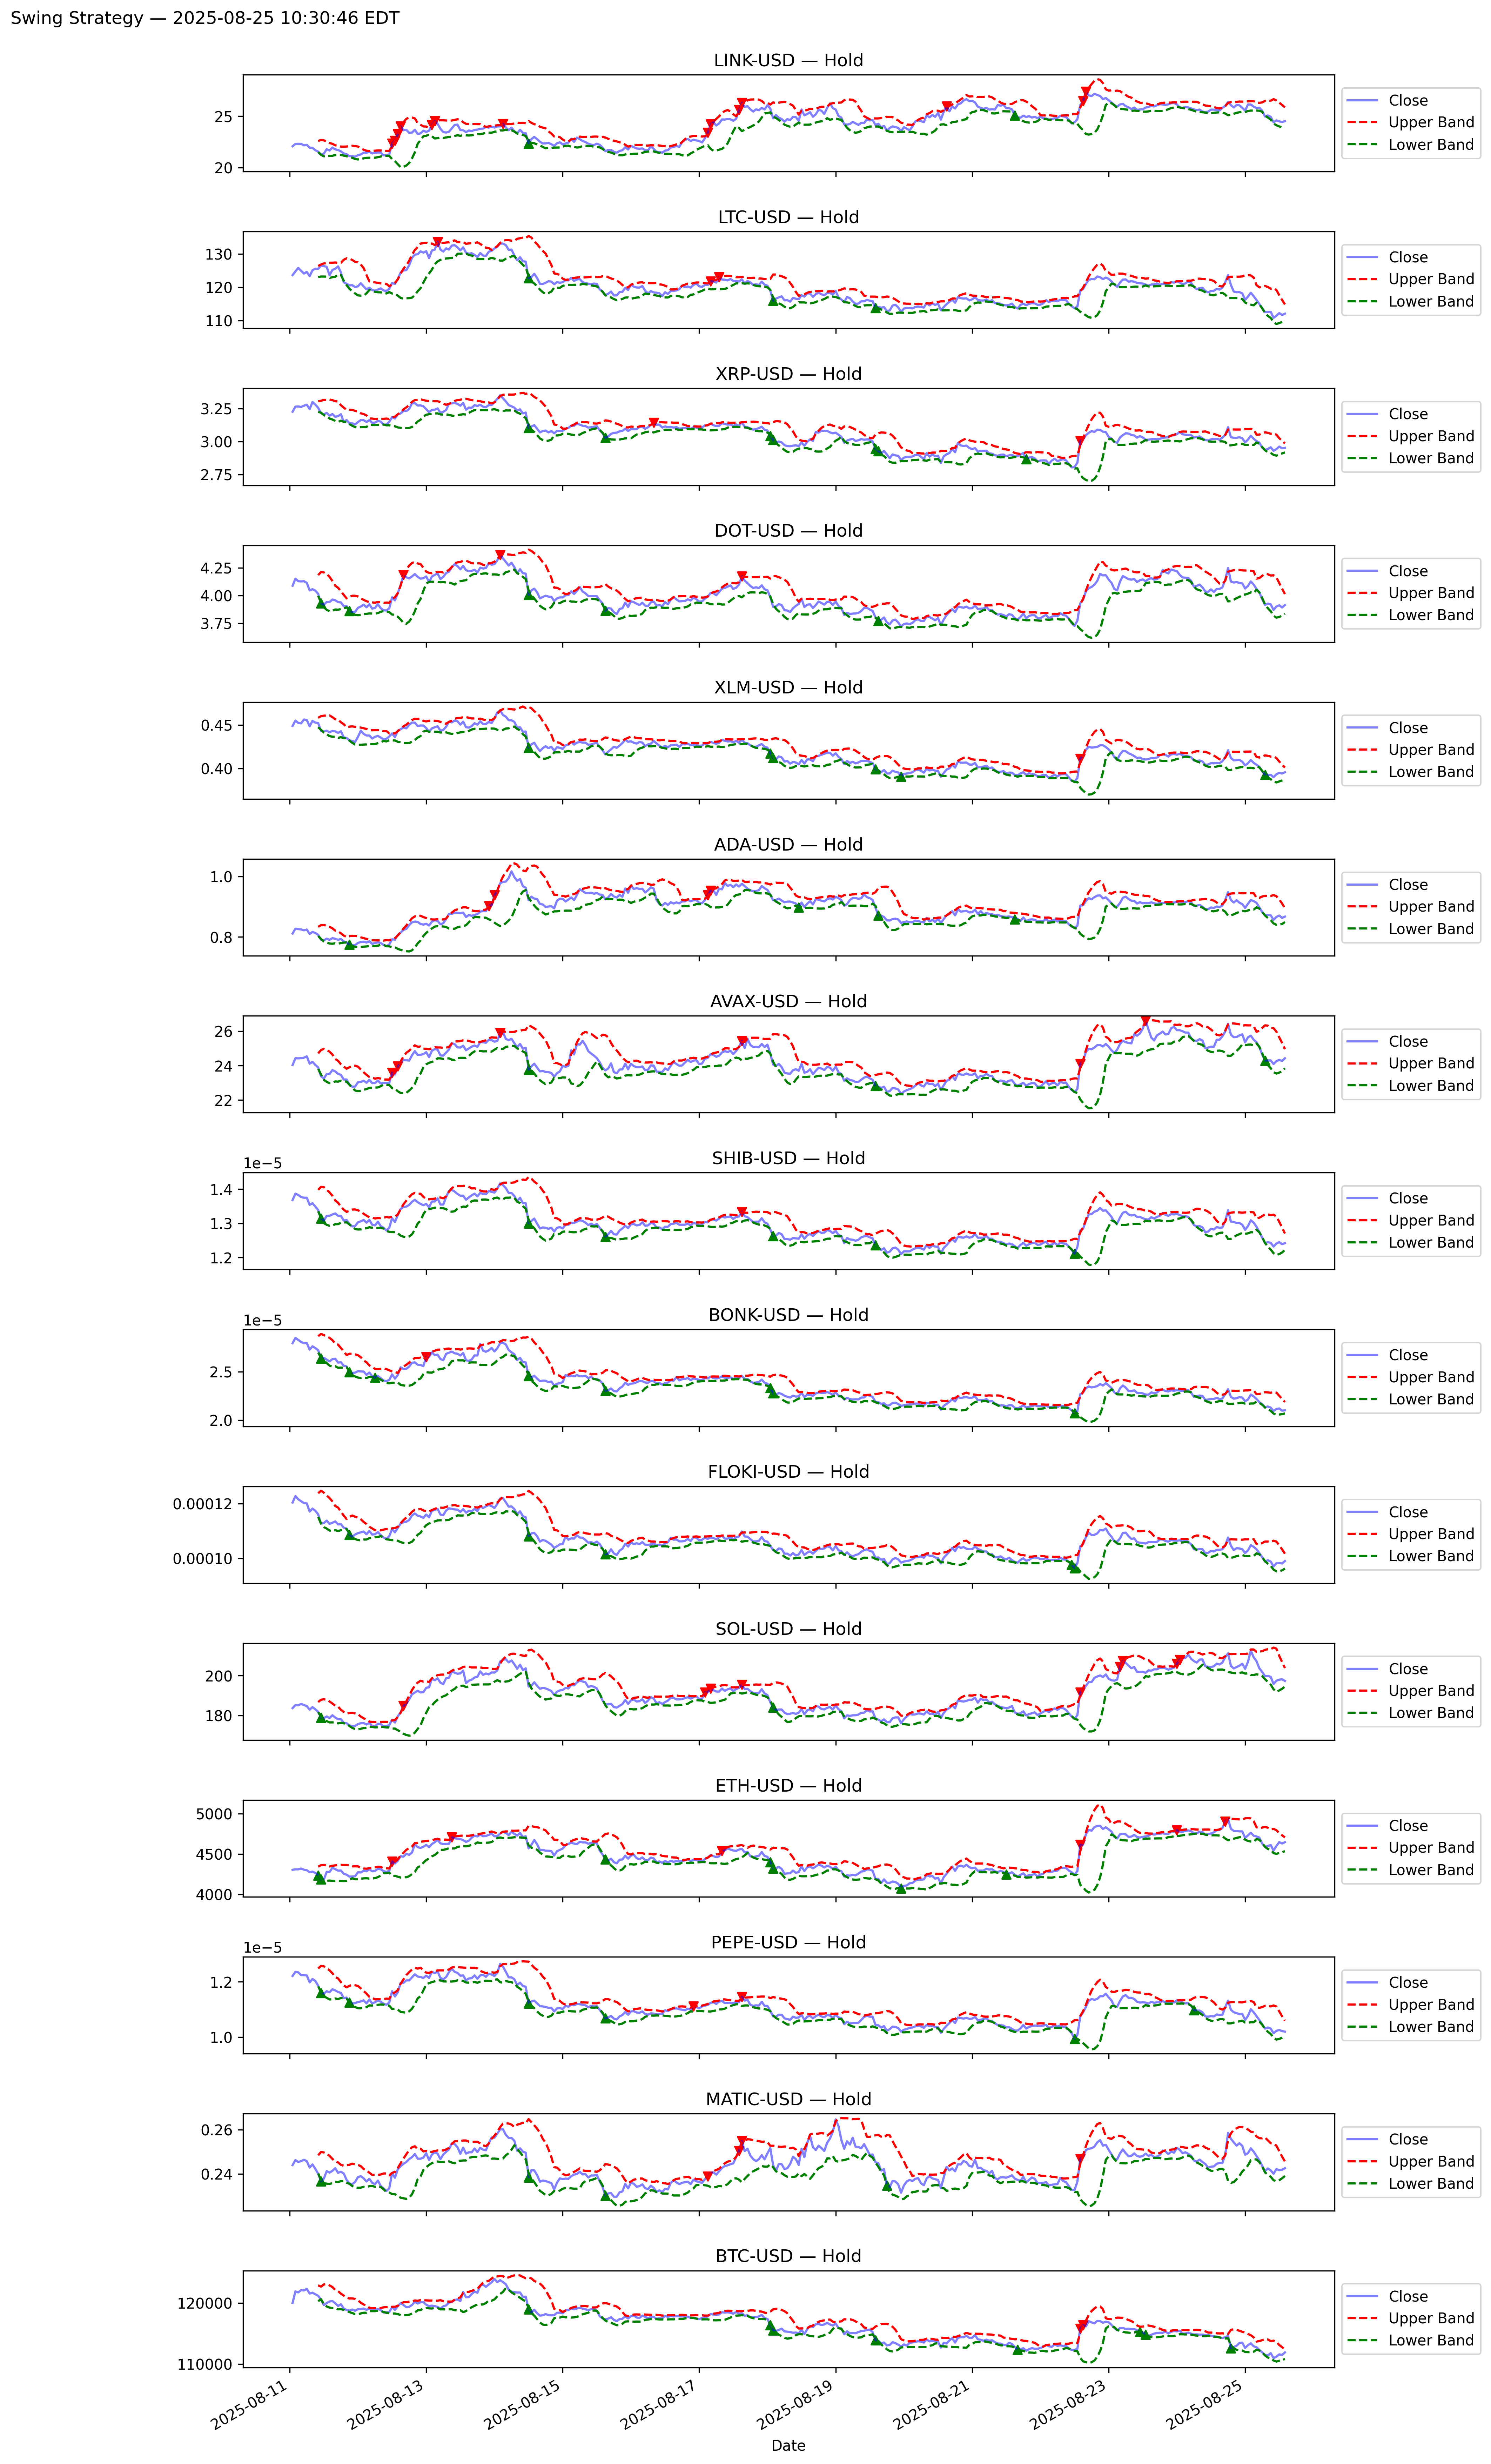 Swing Strategy — 2025-08-25 10:30:46 EDT
LINK-USD — Hold
25
20
Close
Upper Band
Lower Band
LTC-USD — Hold
130
120
110
Close
Upper Band
Lower Band
XRP-USD — Hold
3.25
3.00
2.75
Close
Upper Band
Lower Band
DOT-USD — Hold
4.25
4.00
3.75
Close
Upper Band
Lower Band
XLM-USD — Hold
0.45
0.40
Close
Upper Band
Lower Band
ADA-USD — Hold
1.0
0.8
Close
Upper Band
Lower Band
AVAX-USD — Hold
26
24
22
Close
Upper Band
Lower Band
SHIB-USD — Hold
1e−5
1.4
1.3
1.2
Close
Upper Band
Lower Band
BONK-USD — Hold
1e−5
2.5
2.0
Close
Upper Band
Lower Band
FLOKI-USD — Hold
0.00012
0.00010
Close
Upper Band
Lower Band
SOL-USD — Hold
200
180
Close
Upper Band
Lower Band
ETH-USD — Hold
5000
4500
4000
Close
Upper Band
Lower Band
PEPE-USD — Hold
1e−5
1.2
1.0
Close
Upper Band
Lower Band
MATIC-USD — Hold
0.26
0.24
Close
Upper Band
Lower Band
BTC-USD — Hold
120000
110000
Close
Upper Band
Lower Band
2025-08-11
2025-08-13
2025-08-15
2025-08-17
2025-08-19
2025-08-21
2025-08-23
2025-08-25
Date